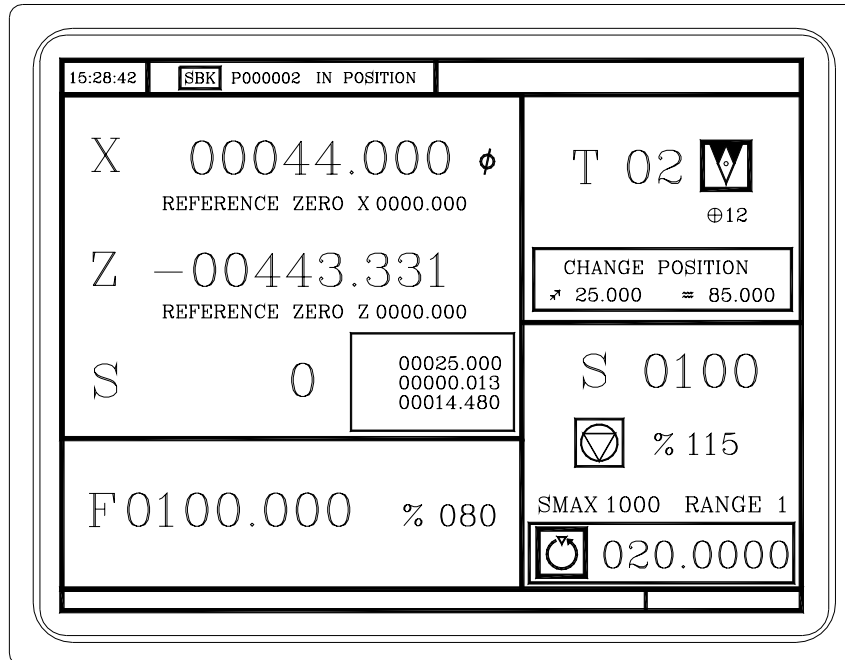 15:28:42 SBK P000002 IN POSITION
X 00044.000 ϕ
REFERENCE ZERO X 0000.000
Z -00443.331
REFERENCE ZERO Z 0000.000
S 0
00025.000
00000.013
00014.480
F0100.000 % 080
T 02
⊕12
CHANGE POSITION
♐ 25.000 ♒ 85.000
S 0100
% 115
SMAX 1000 RANGE 1
020.0000